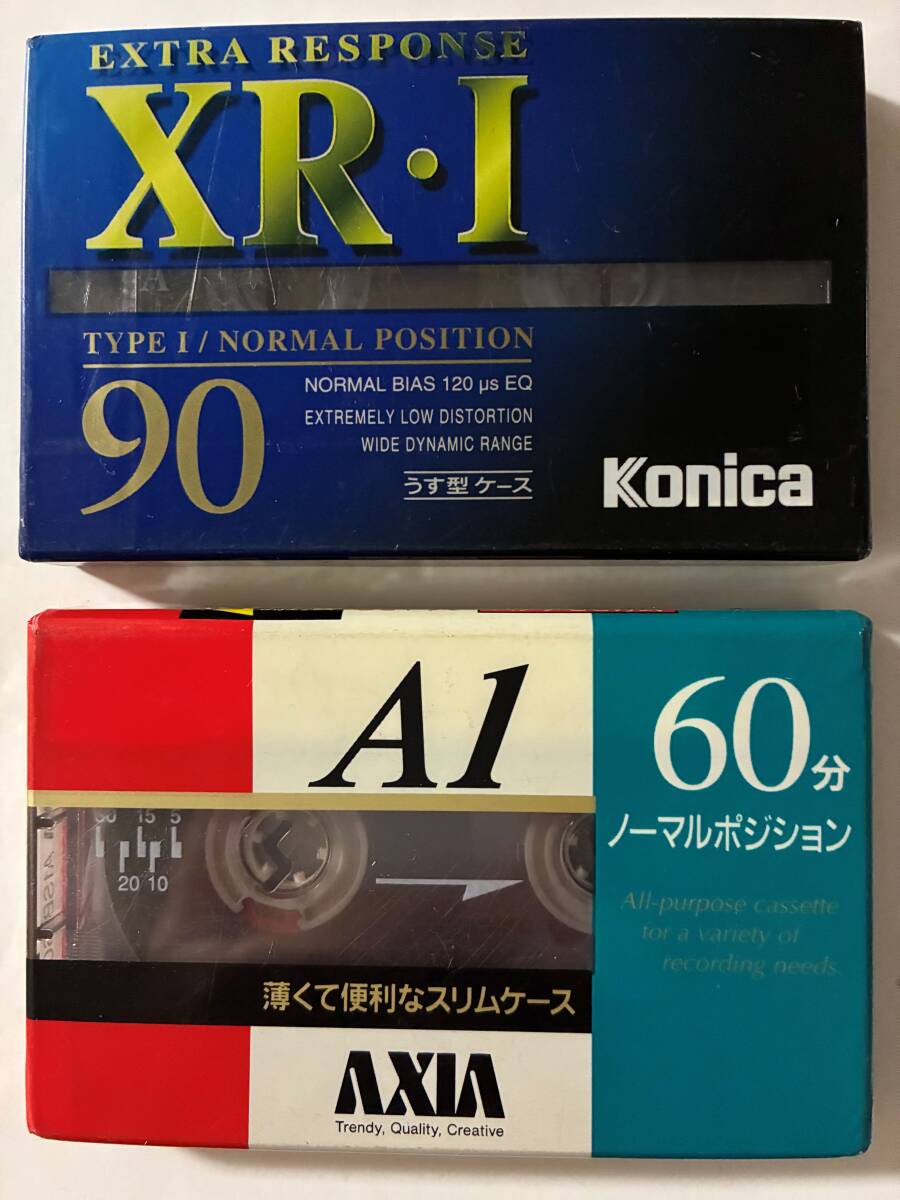 EXTRA RESPONSE
XR・I
A
TYPE I / NORMAL POSITION
90
NORMAL BIAS 120 µs EQ
EXTREMELY LOW DISTORTION
WIDE DYNAMIC RANGE
うす型 ケース
Konica
A1
60分
ノーマルポジション
All-purpose cassette
for a variety of
recording needs.
15 5
20 10
薄くて便利なスリムケース
AXIA
Trendy, Quality, Creative